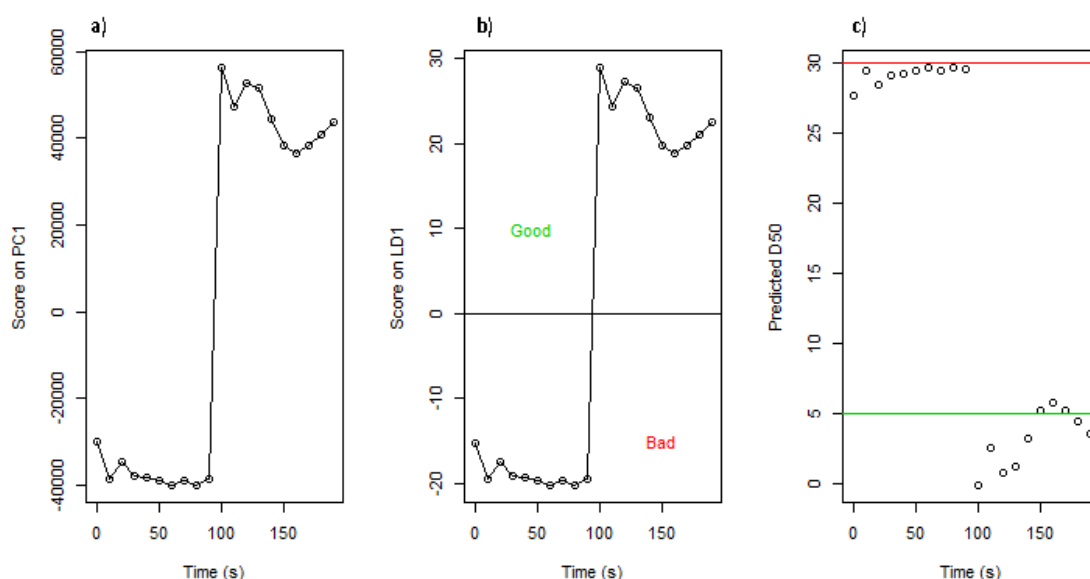 a)
Score on PC1
60000
40000
20000
0
-20000
-40000
0 50 100 150
Time (s)
b)
Score on LD1
30
20
10
0
-10
-20
Good
Bad
0 50 100 150
Time (s)
c)
Predicted D50
30
25
20
15
10
5
0
0 50 100 150
Time (s)